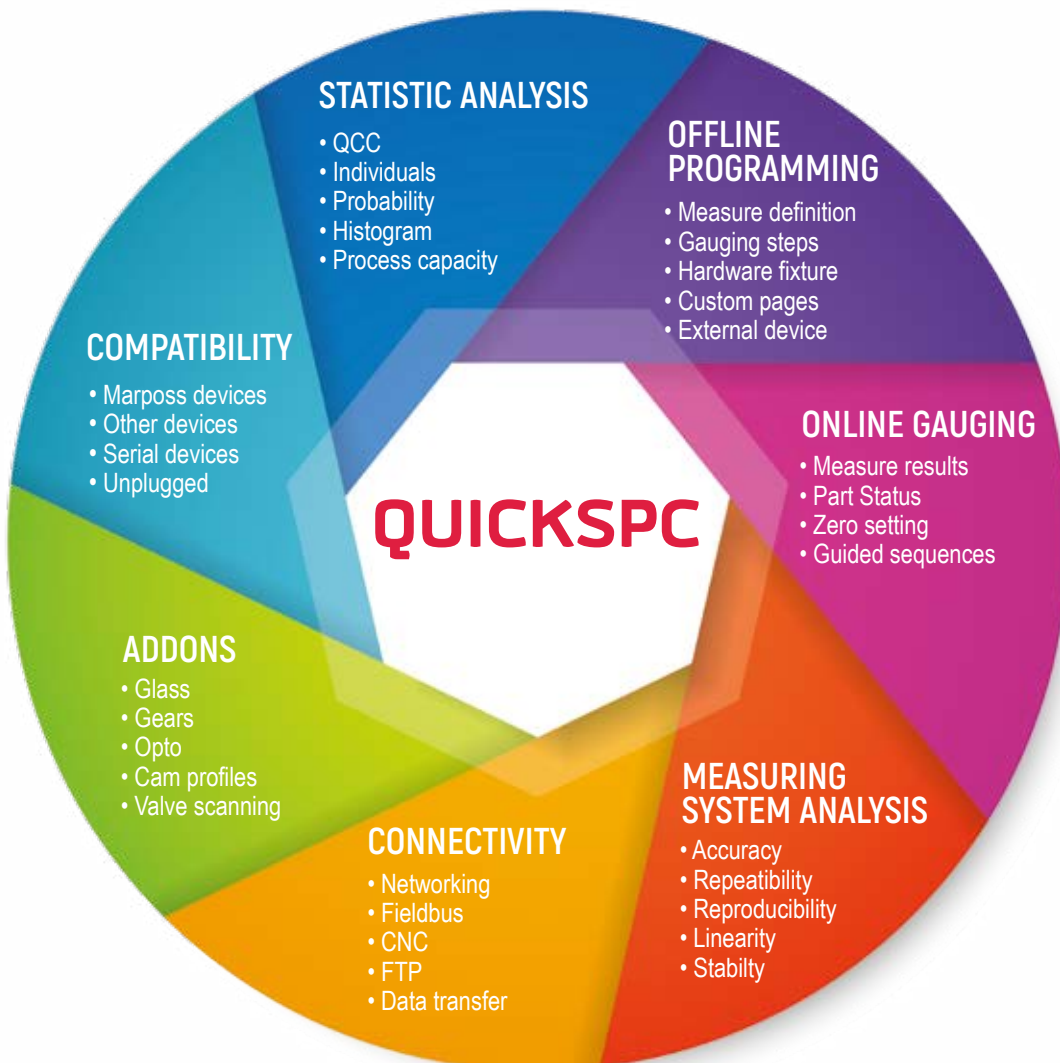 STATISTIC ANALYSIS
• QCC
• Individuals
• Probability
• Histogram
• Process capacity
OFFLINE
PROGRAMMING
• Measure definition
• Gauging steps
• Hardware fixture
• Custom pages
• External device
ONLINE GAUGING
• Measure results
• Part Status
• Zero setting
• Guided sequences
MEASURING
SYSTEM ANALYSIS
• Accuracy
• Repeatibility
• Reproducibility
• Linearity
• Stabilty
CONNECTIVITY
• Networking
• Fieldbus
• CNC
• FTP
• Data transfer
ADDONS
• Glass
• Gears
• Opto
• Cam profiles
• Valve scanning
COMPATIBILITY
• Marposs devices
• Other devices
• Serial devices
• Unplugged
QUICKSPC